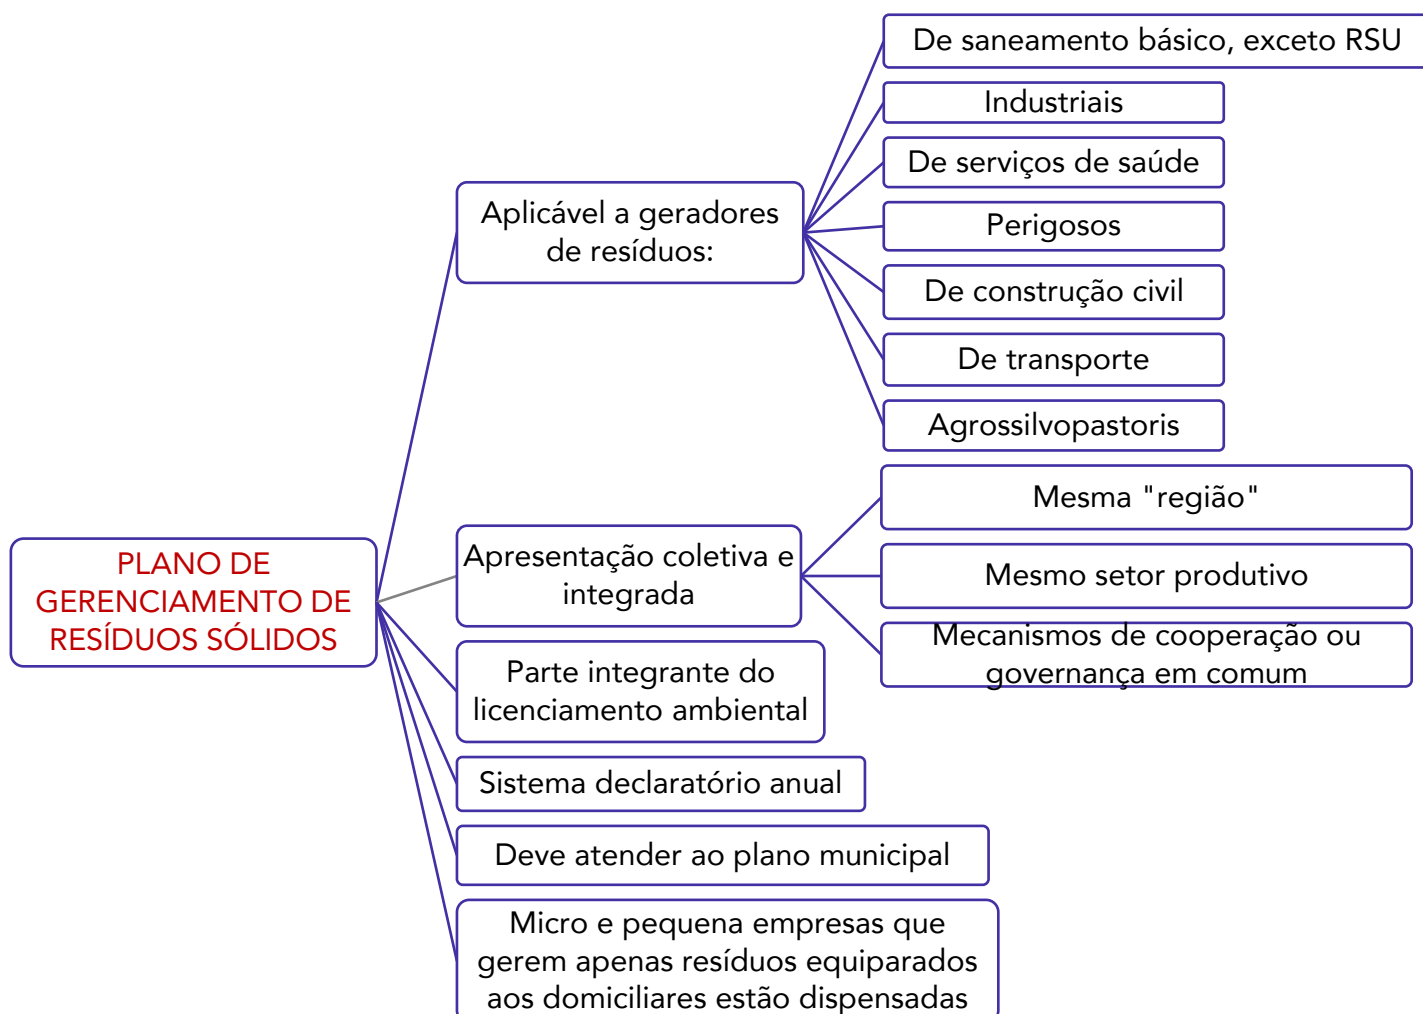 PLANO DE
GERENCIAMENTO DE
RESÍDUOS SÓLIDOS
Aplicável a geradores
de resíduos:
De saneamento básico, exceto RSU
Industriais
De serviços de saúde
Perigosos
De construção civil
De transporte
Agrossilvopastoris
Apresentação coletiva e
integrada
Mesma "região"
Mesmo setor produtivo
Mecanismos de cooperação ou
governança em comum
Parte integrante do
licenciamento ambiental
Sistema declaratório anual
Deve atender ao plano municipal
Micro e pequena empresas que
gerem apenas resíduos equiparados
aos domiciliares estão dispensadas